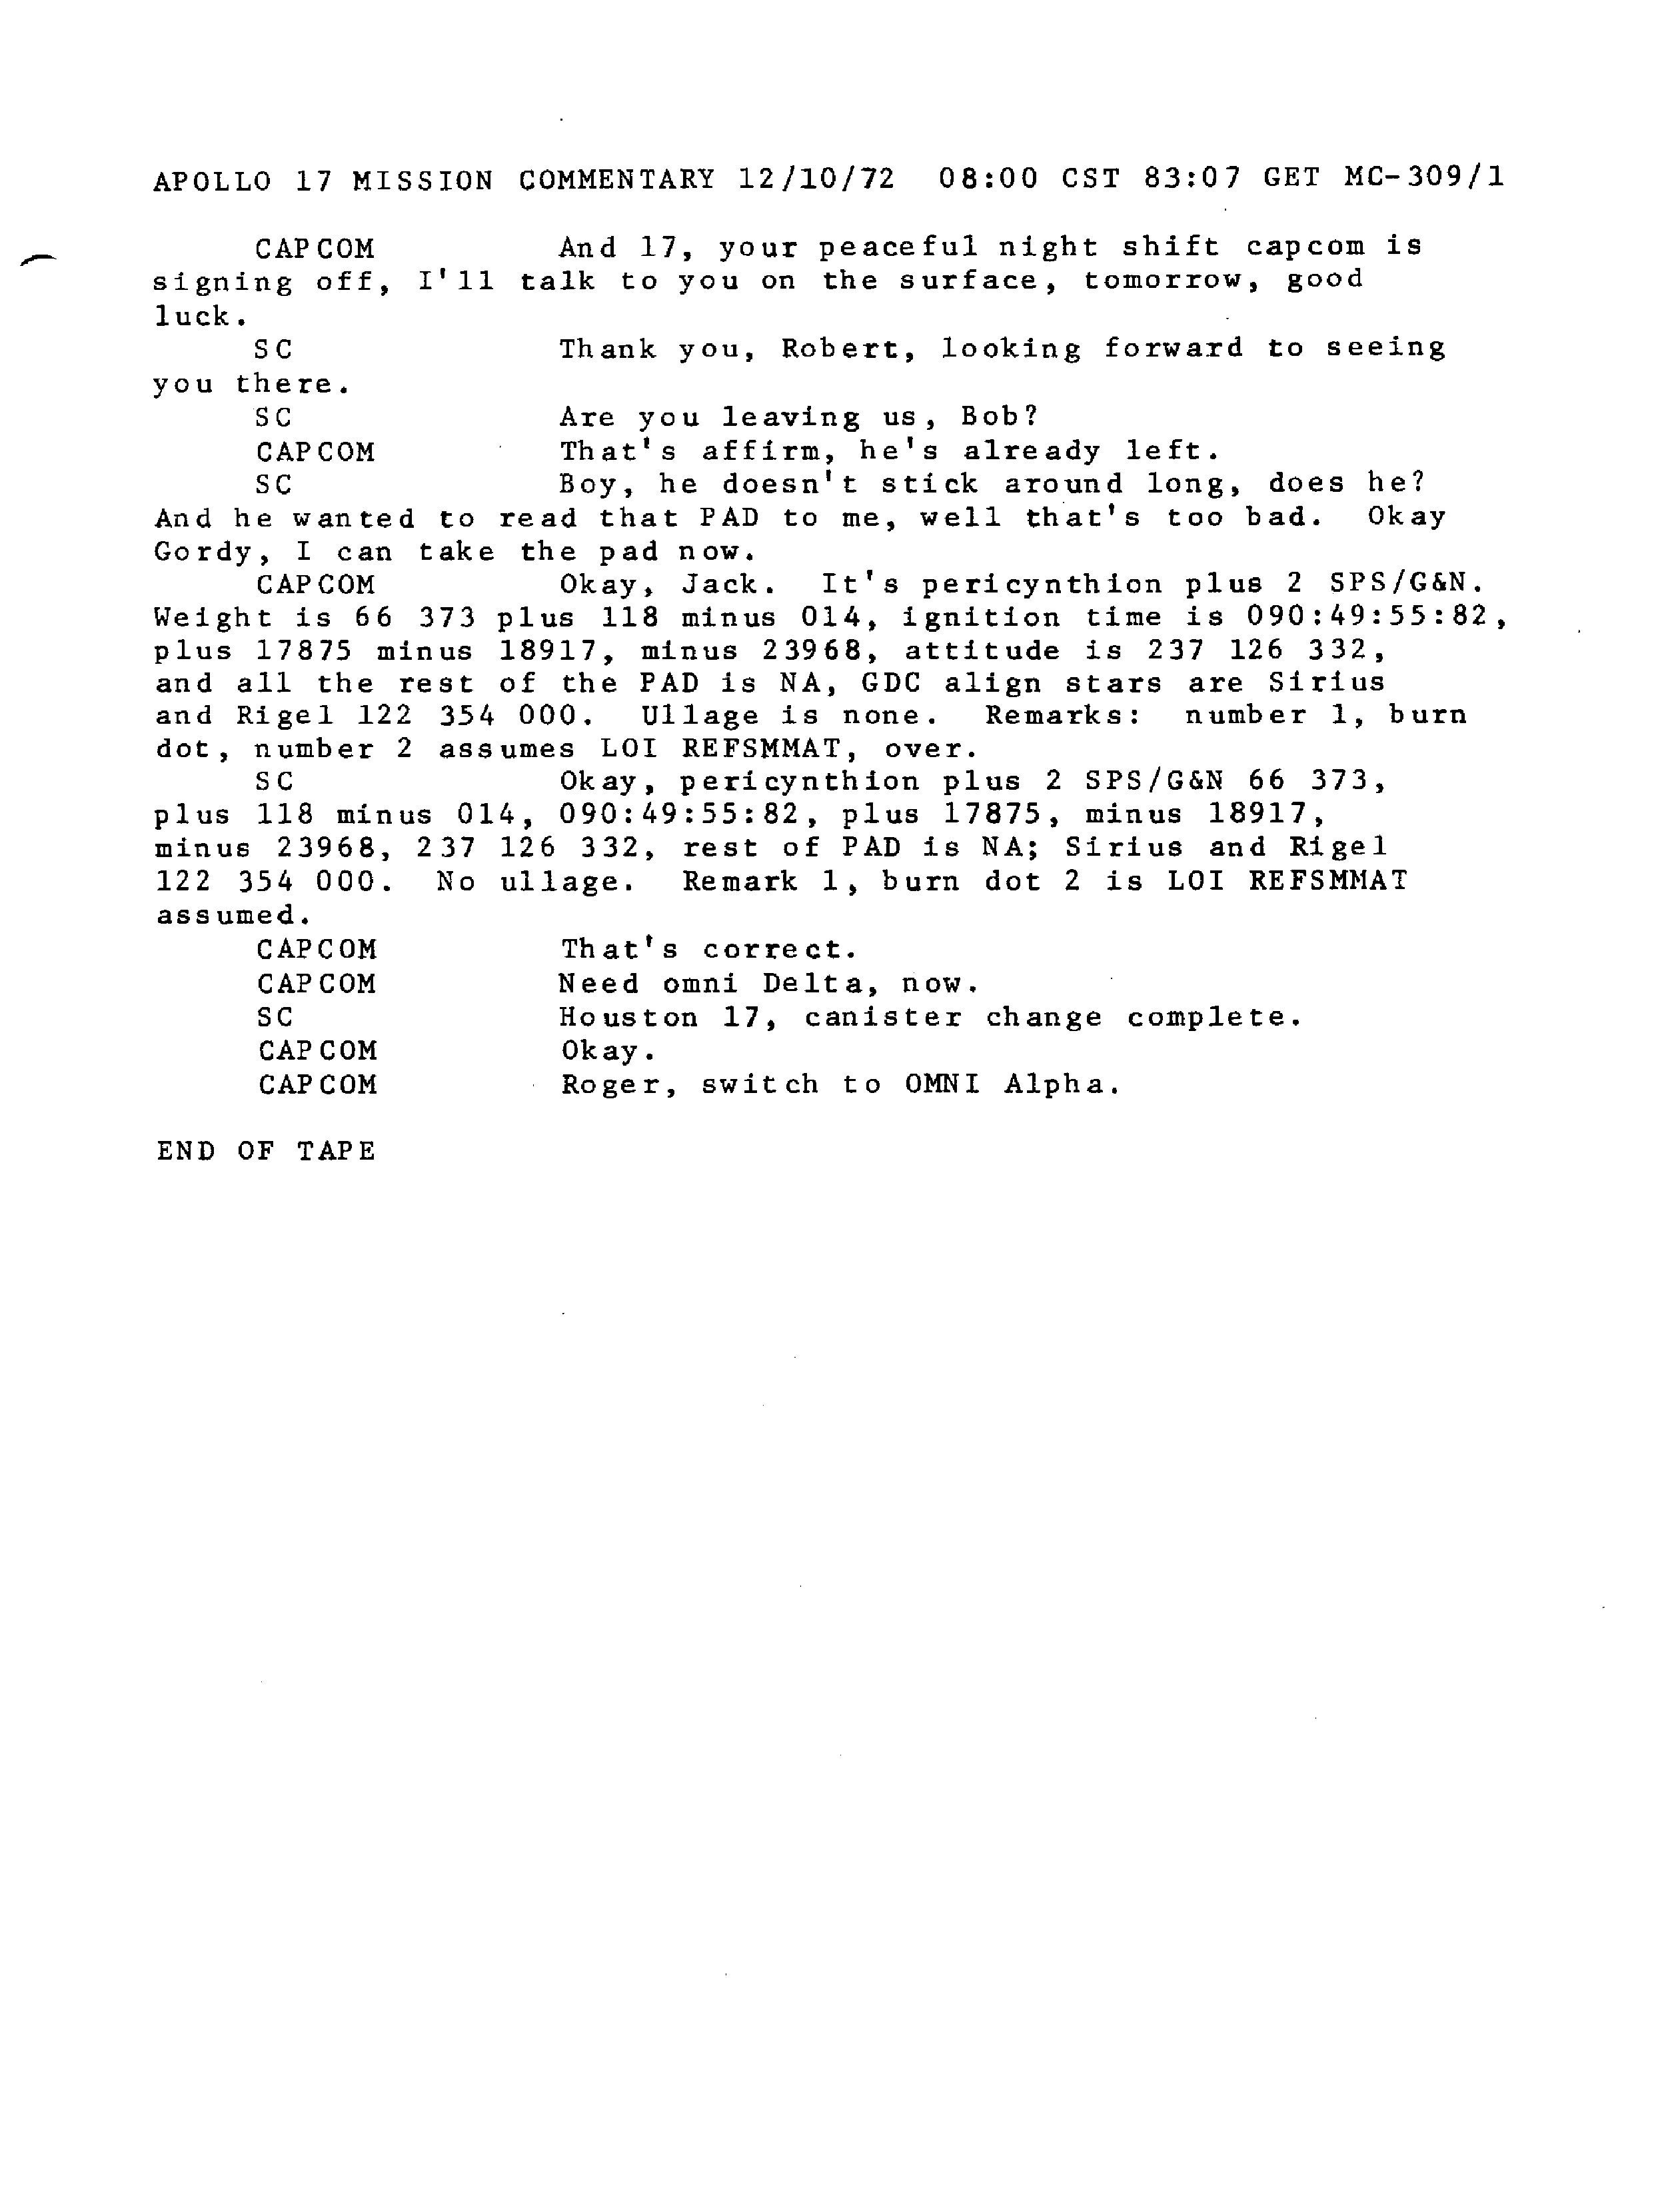 APOLLO 17 MISSION COMMENTARY 12/10/72 08:00 CST 83:07 GET MC-309/1
CAPCOM And 17, your peaceful night shift capcom is
signing off, I'll talk to you on the surface, tomorrow, good
luck.
SC Thank you, Robert, looking forward to seeing
you there.
SC Are you leaving us, Bob?
CAPCOM That's affirm, he's already left.
SC Boy, he doesn't stick around long, does he?
And he wanted to read that PAD to me, well that's too bad. Okay
Gordy, I can take the pad now.
CAPCOM Okay, Jack. It's pericynthion plus 2 SPS/G&N.
Weight is 66 373 plus 118 minus 014, ignition time is 090:49:55:82,
plus 17875 minus 18917, minus 23968, attitude is 237 126 332,
and all the rest of the PAD is NA, GDC align stars are Sirius
and Rigel 122 354 000. Ullage is none. Remarks: number 1, burn
dot, number 2 assumes LOI REFSMMAT, over.
SC Okay, pericynthion plus 2 SPS/G&N 66 373,
plus 118 minus 014, 090:49:55:82, plus 17875, minus 18917,
minus 23968, 237 126 332, rest of PAD is NA; Sirius and Rigel
122 354 000. No ullage. Remark 1, burn dot 2 is LOI REFSMMAT
assumed.
CAPCOM That's correct.
CAPCOM Need omni Delta, now.
SC Houston 17, canister change complete.
CAPCOM Okay.
CAPCOM Roger, switch to OMNI Alpha.
END OF TAPE